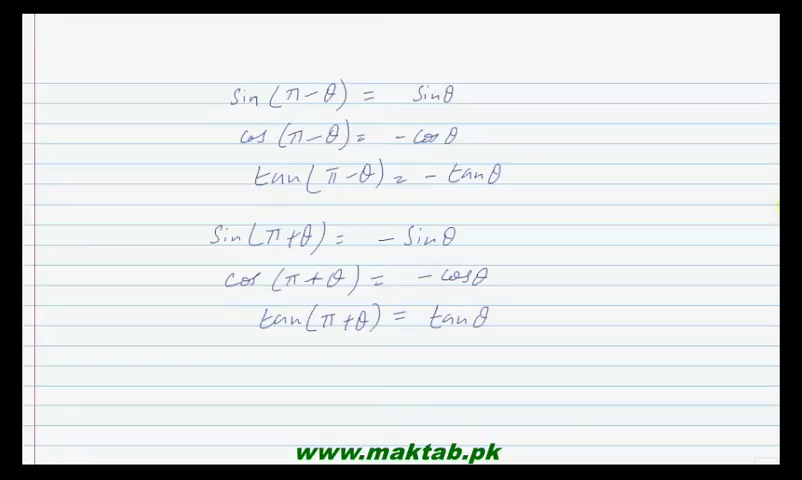 sin(π-θ) = sinθ
cos(π-θ)= -cosθ
tan(π-θ)= - tanθ
sin(π+θ)= - sinθ
cos(π+θ) = -cosθ
tan(π+θ) = tanθ
www.maktab.pk